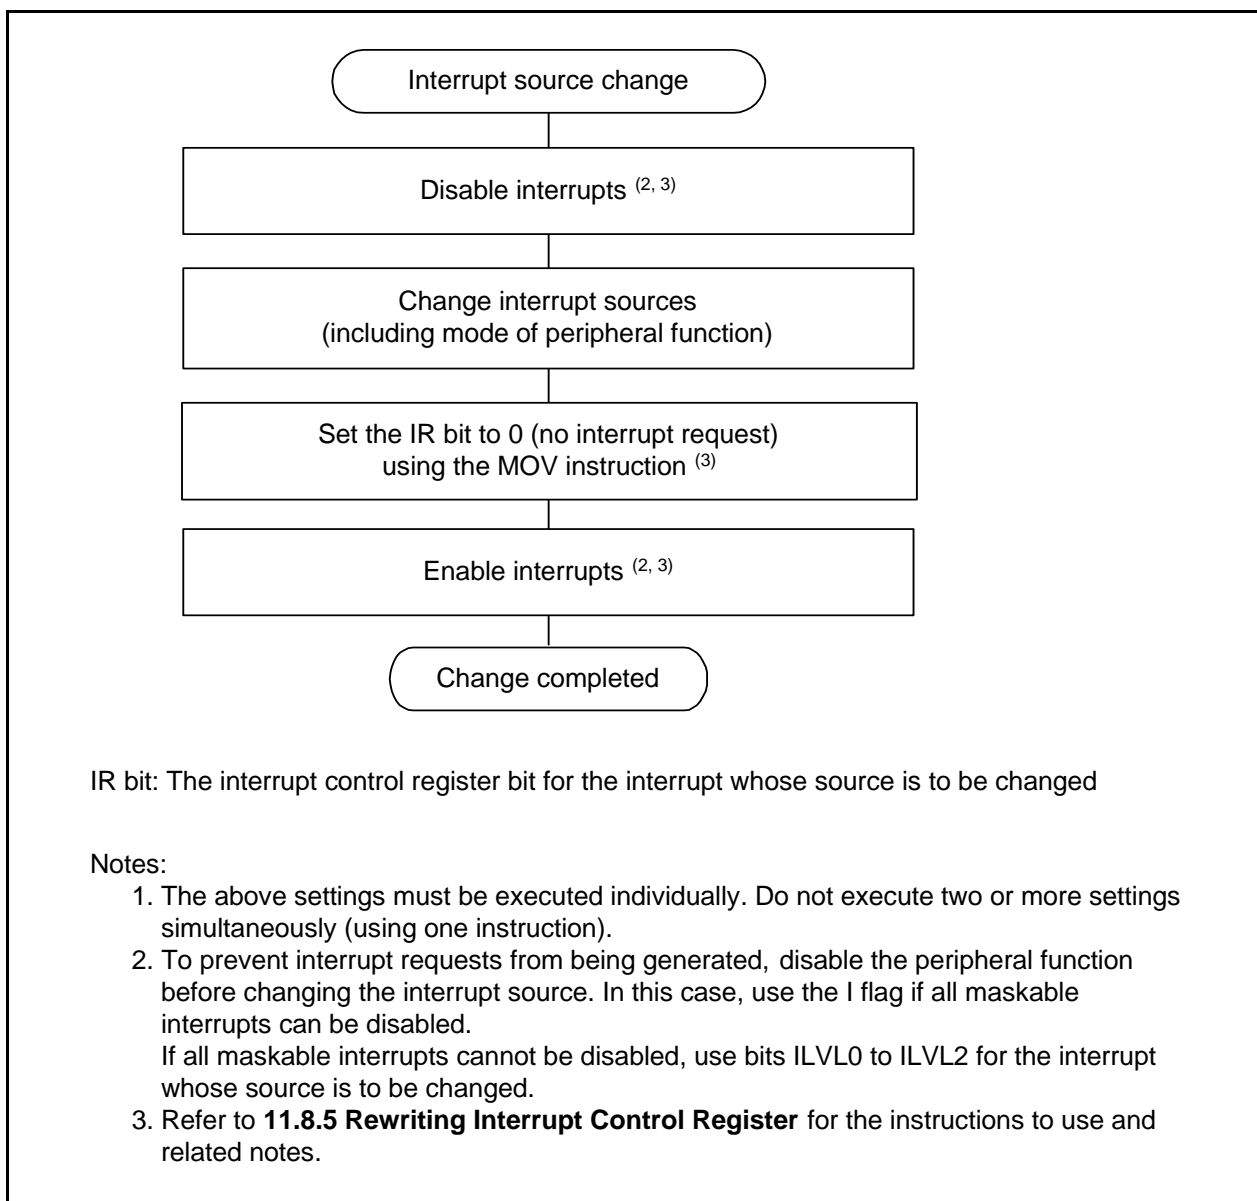 Interrupt source change
Disable interrupts (2, 3)
Change interrupt sources
(including mode of peripheral function)
Set the IR bit to 0 (no interrupt request)
using the MOV instruction (3)
Enable interrupts (2, 3)
Change completed
IR bit: The interrupt control register bit for the interrupt whose source is to be changed
Notes:
1. The above settings must be executed individually. Do not execute two or more settings
simultaneously (using one instruction).
2. To prevent interrupt requests from being generated, disable the peripheral function
before changing the interrupt source. In this case, use the I flag if all maskable
interrupts can be disabled.
If all maskable interrupts cannot be disabled, use bits ILVL0 to ILVL2 for the interrupt
whose source is to be changed.
3. Refer to 11.8.5 Rewriting Interrupt Control Register for the instructions to use and
related notes.